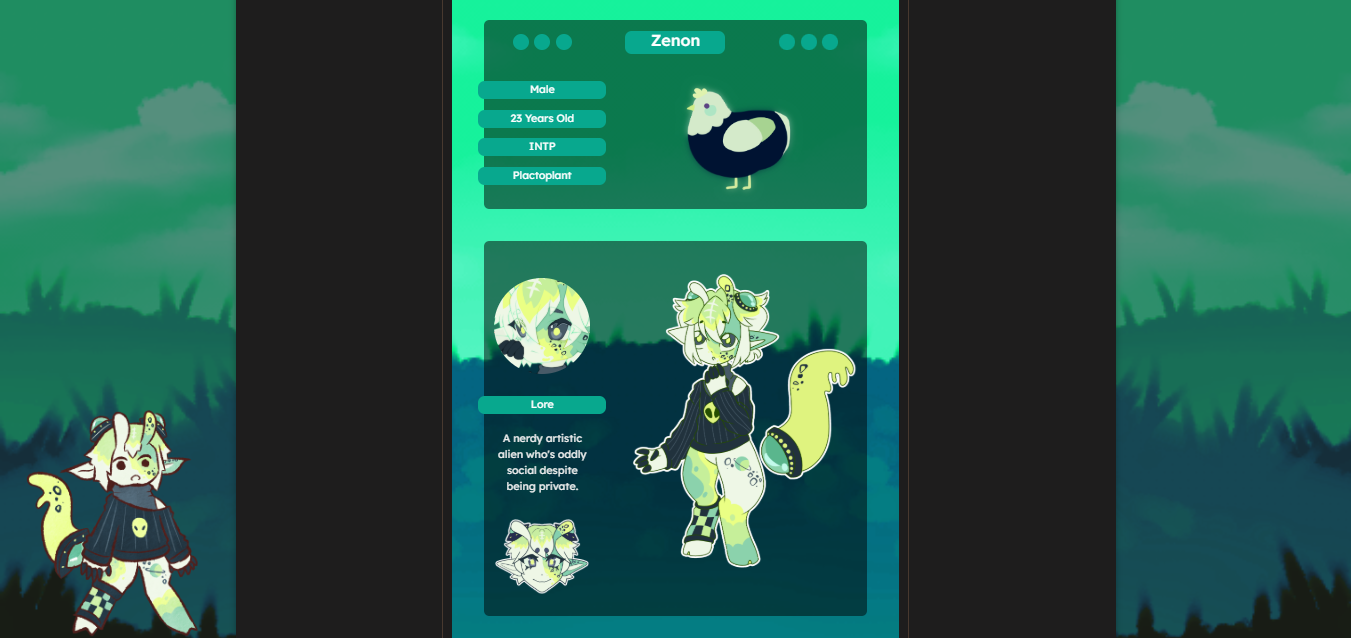 Zenon
Male
23 Years Old
INTP
Plactoplant
Lore
A nerdy artistic
alien who's oddly
social despite
being private.